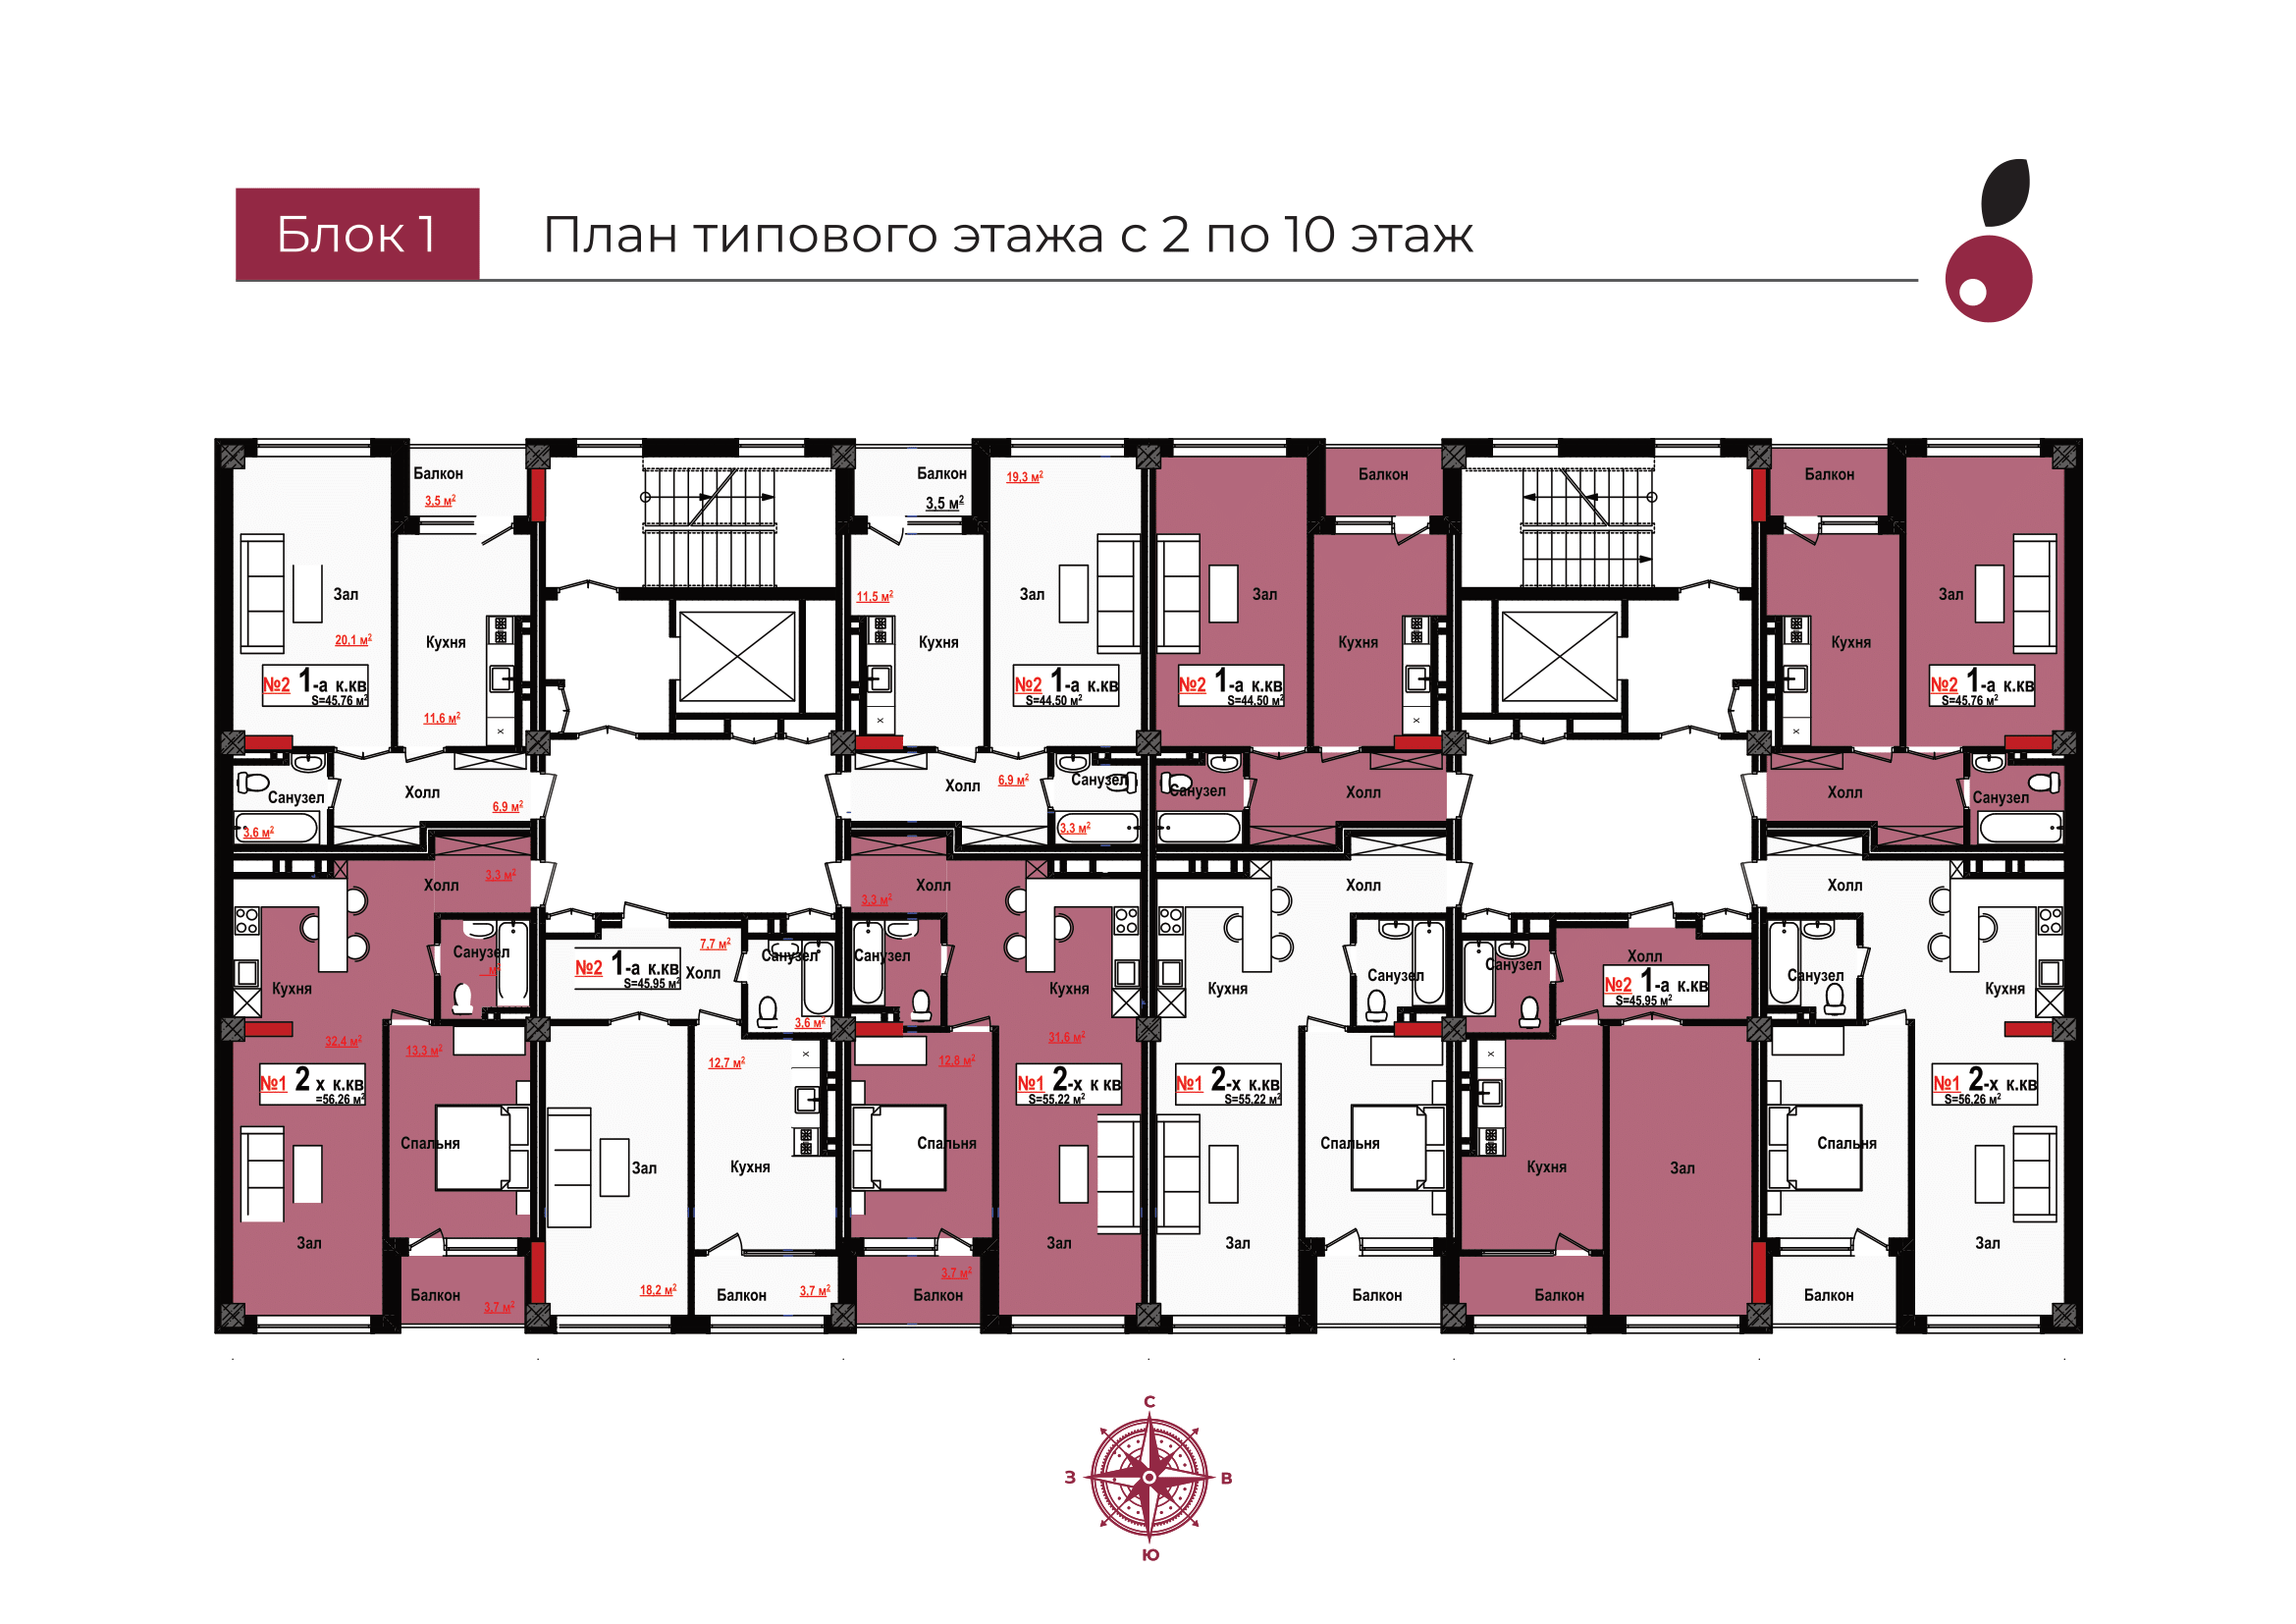 Блок 1
План типового этажа с 2 по 10 этаж
Балкон
3,5 м²
Зал
20,1 м²
Кухня
№2 1-а к.кв
S=45.76 м²
11,6 м²
Санузел
3,6 м²
Холл
6,9 м²
Балкон
3,5 м²
19.3 м²
11.5 м²
Зал
Кухня
№2 1-а к.кв
S=44.50 м²
Холл
6,9 м²
Санузел
3,3 м²
Балкон
Зал
Кухня
№2 1-а к.кв
S=44.50 м²
Санузел
Холл
Балкон
Зал
Кухня
№2 1-а к.кв
S=45.76 м²
Холл
Санузел
3,3 м²
Холл
Санузел
м²
Кухня
32,4 м²
13.3 м²
№1 2 х к.кв
=56,26 м²
Спальня
Зал
Балкон
3,7 м²
7,7 м²
№2 1-а к.кв
S=45.95 м²
Холл
Санузел
3,6 м²
12,7 м²
Зал
Кухня
18,2 м²
Балкон
3,7 м²
Холл
3.3 м²
Санузел
Кухня
31,6 м²
12,8 м²
№1 2-х к кв
S=55.22 м²
Спальня
Зал
3,7 м²
Балкон
Холл
Санузел
Кухня
№1 2-х к.кв
S=55.22 м²
Спальня
Зал
Балкон
Санузел
Холл
№2 1-а к.кв
S=45.95 м²
Кухня
Зал
Балкон
Холл
Санузел
Кухня
№1 2-х к.кв
S=56,26 м²
Спальня
Зал
Балкон
С
З
В
Ю